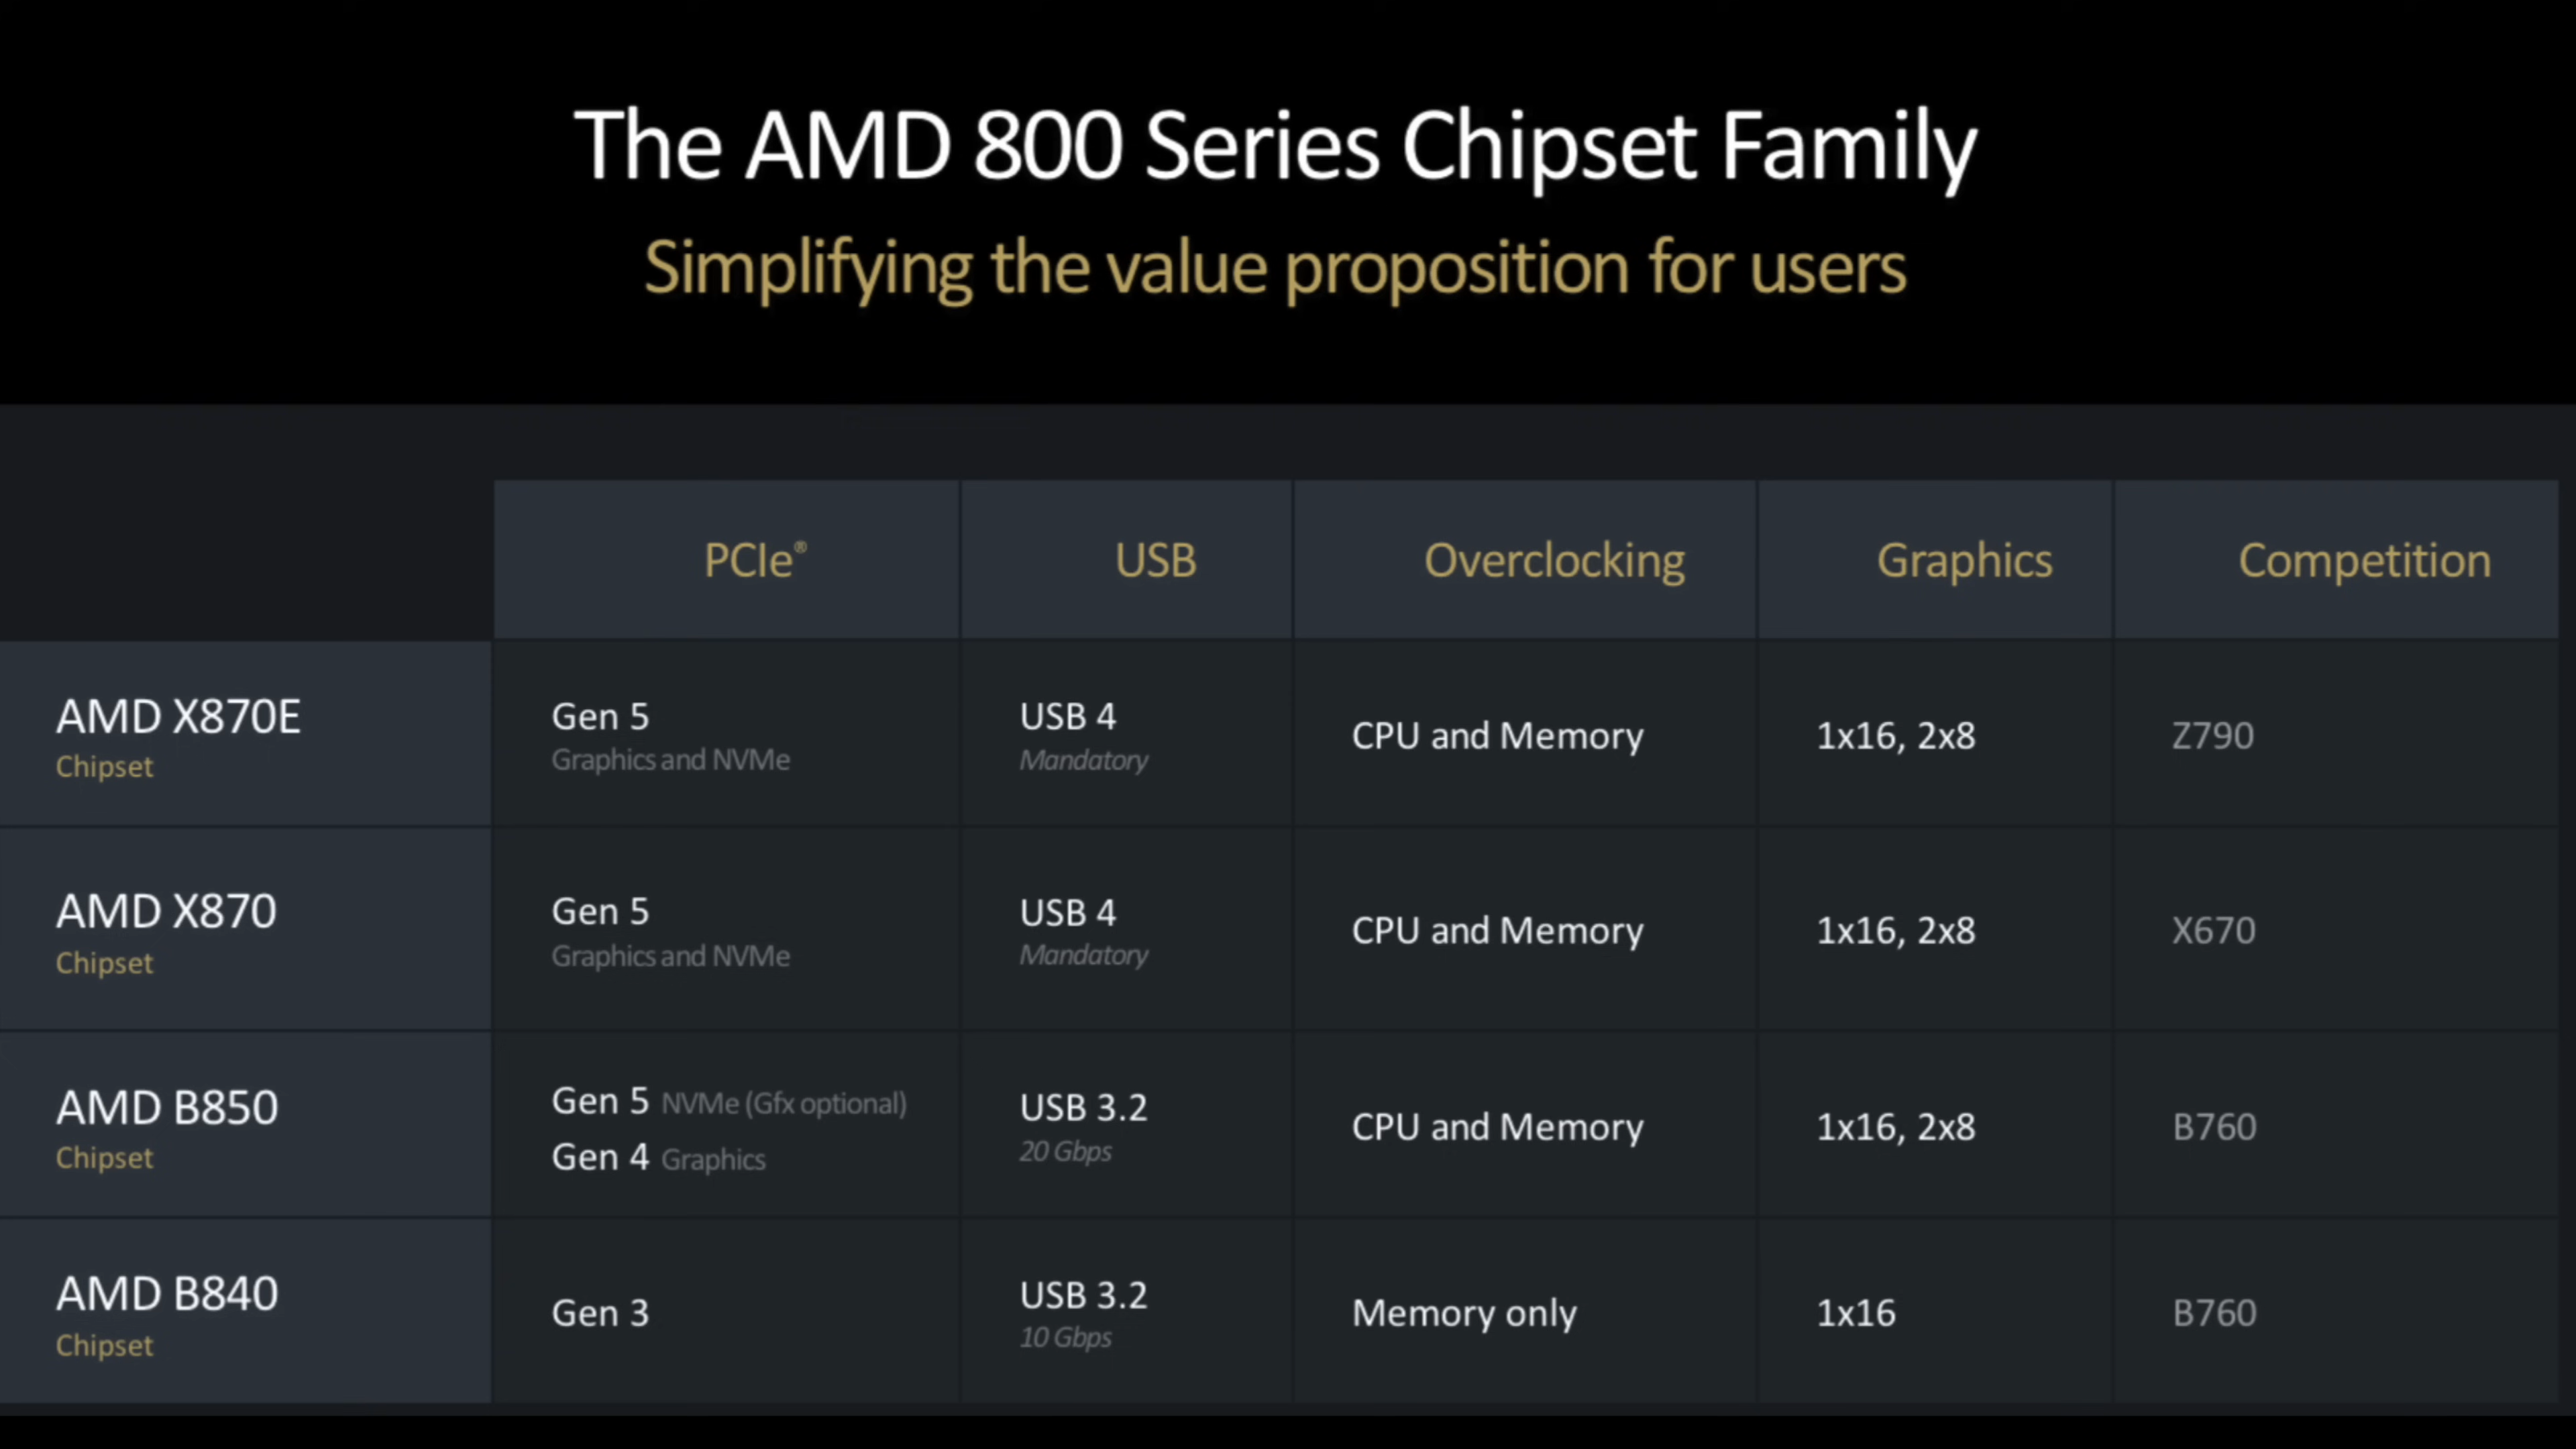 The AMD 800 Series Chipset Family
Simplifying the value proposition for users
PCIe® USB Overclocking Graphics Competition
AMD X870E
Chipset
Gen 5
Graphics and NVMe
USB 4
Mandatory
CPU and Memory
1x16, 2x8
Z790
AMD X870
Chipset
Gen 5
Graphics and NVMe
USB 4
Mandatory
CPU and Memory
1x16, 2x8
X670
AMD B850
Chipset
Gen 5 NVMe (Gfx optional)
Gen 4 Graphics
USB 3.2
20 Gbps
CPU and Memory
1x16, 2x8
B760
AMD B840
Chipset
Gen 3
USB 3.2
10 Gbps
Memory only
1x16
B760